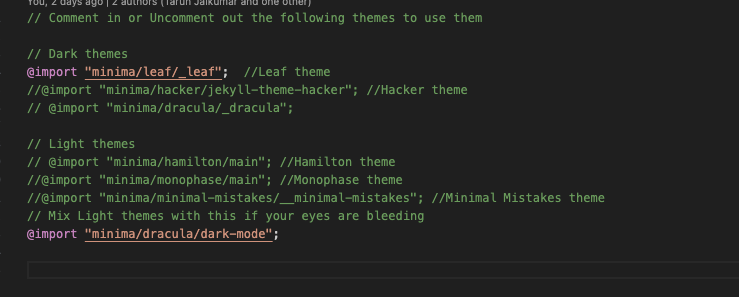 You, 2 days ago | 2 authors (Tarun Jaikumar and one other)
// Comment in or Uncomment out the following themes to use them
// Dark themes
@import "minima/leaf/_leaf";  //Leaf theme
//@import "minima/hacker/jekyll-theme-hacker"; //Hacker theme
// @import "minima/dracula/_dracula";
// Light themes
// @import "minima/hamilton/main"; //Hamilton theme
//@import "minima/monophase/main"; //Monophase theme
//@import "minima/minimal-mistakes/__minimal-mistakes"; //Minimal Mistakes theme
// Mix Light themes with this if your eyes are bleeding
@import "minima/dracula/dark-mode";